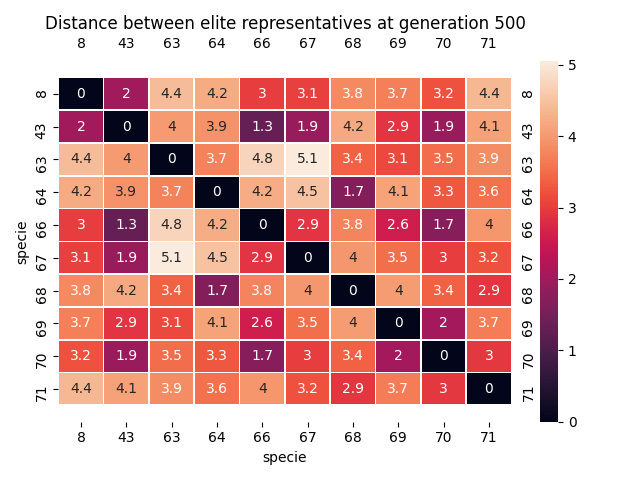 Distance between elite representatives at generation 500
8 43 63 64 66 67 68 69 70 71
8 0 2 4.4 4.2 3 3.1 3.8 3.7 3.2 4.4 8
43 2 0 4 3.9 1.3 1.9 4.2 2.9 1.9 4.1 43
63 4.4 4 0 3.7 4.8 5.1 3.4 3.1 3.5 3.9 63
64 4.2 3.9 3.7 0 4.2 4.5 1.7 4.1 3.3 3.6 64
66 3 1.3 4.8 4.2 0 2.9 3.8 2.6 1.7 4 66
67 3.1 1.9 5.1 4.5 2.9 0 4 3.5 3 3.2 67
68 3.8 4.2 3.4 1.7 3.8 4 0 4 3.4 2.9 68
69 3.7 2.9 3.1 4.1 2.6 3.5 4 0 2 3.7 69
70 3.2 1.9 3.5 3.3 1.7 3 3.4 2 0 3 70
71 4.4 4.1 3.9 3.6 4 3.2 2.9 3.7 3 0 71
8 43 63 64 66 67 68 69 70 71
specie
specie
5
4
3
2
1
0